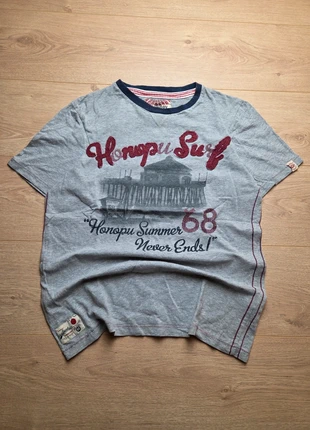 Honopu Surf
68
"Honopu Summer
Never Ends!"